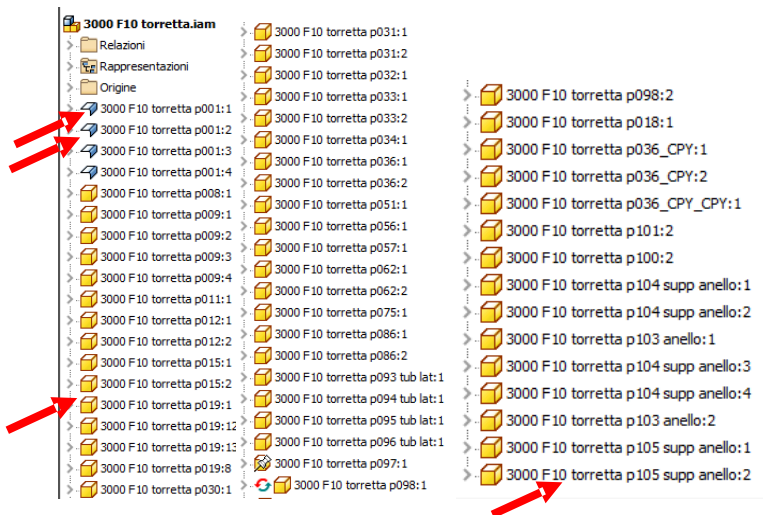 3000 F10 torretta.iam
Relazioni
Rappresentazioni
Origine
3000 F10 torretta p001:1
3000 F10 torretta p001:2
3000 F10 torretta p001:3
3000 F10 torretta p001:4
3000 F10 torretta p008:1
3000 F10 torretta p009:1
3000 F10 torretta p009:2
3000 F10 torretta p009:3
3000 F10 torretta p009:4
3000 F10 torretta p011:1
3000 F10 torretta p012:1
3000 F10 torretta p012:2
3000 F10 torretta p015:1
3000 F10 torretta p015:2
3000 F10 torretta p019:1
3000 F10 torretta p019:12
3000 F10 torretta p019:13
3000 F10 torretta p019:8
3000 F10 torretta p030:1
3000 F10 torretta p031:1
3000 F10 torretta p031:2
3000 F10 torretta p032:1
3000 F10 torretta p033:1
3000 F10 torretta p033:2
3000 F10 torretta p034:1
3000 F10 torretta p036:1
3000 F10 torretta p036:2
3000 F10 torretta p051:1
3000 F10 torretta p056:1
3000 F10 torretta p057:1
3000 F10 torretta p062:1
3000 F10 torretta p062:2
3000 F10 torretta p075:1
3000 F10 torretta p086:1
3000 F10 torretta p086:2
3000 F10 torretta p093 tub lat:1
3000 F10 torretta p094 tub lat:1
3000 F10 torretta p095 tub lat:1
3000 F10 torretta p096 tub lat:1
3000 F10 torretta p097:1
3000 F10 torretta p098:1
3000 F10 torretta p098:2
3000 F10 torretta p018:1
3000 F10 torretta p036_CPY:1
3000 F10 torretta p036_CPY:2
3000 F10 torretta p036_CPY_CPY:1
3000 F10 torretta p101:2
3000 F10 torretta p100:2
3000 F10 torretta p104 supp anello:1
3000 F10 torretta p104 supp anello:2
3000 F10 torretta p103 anello:1
3000 F10 torretta p104 supp anello:3
3000 F10 torretta p104 supp anello:4
3000 F10 torretta p103 anello:2
3000 F10 torretta p105 supp anello:1
3000 F10 torretta p105 supp anello:2